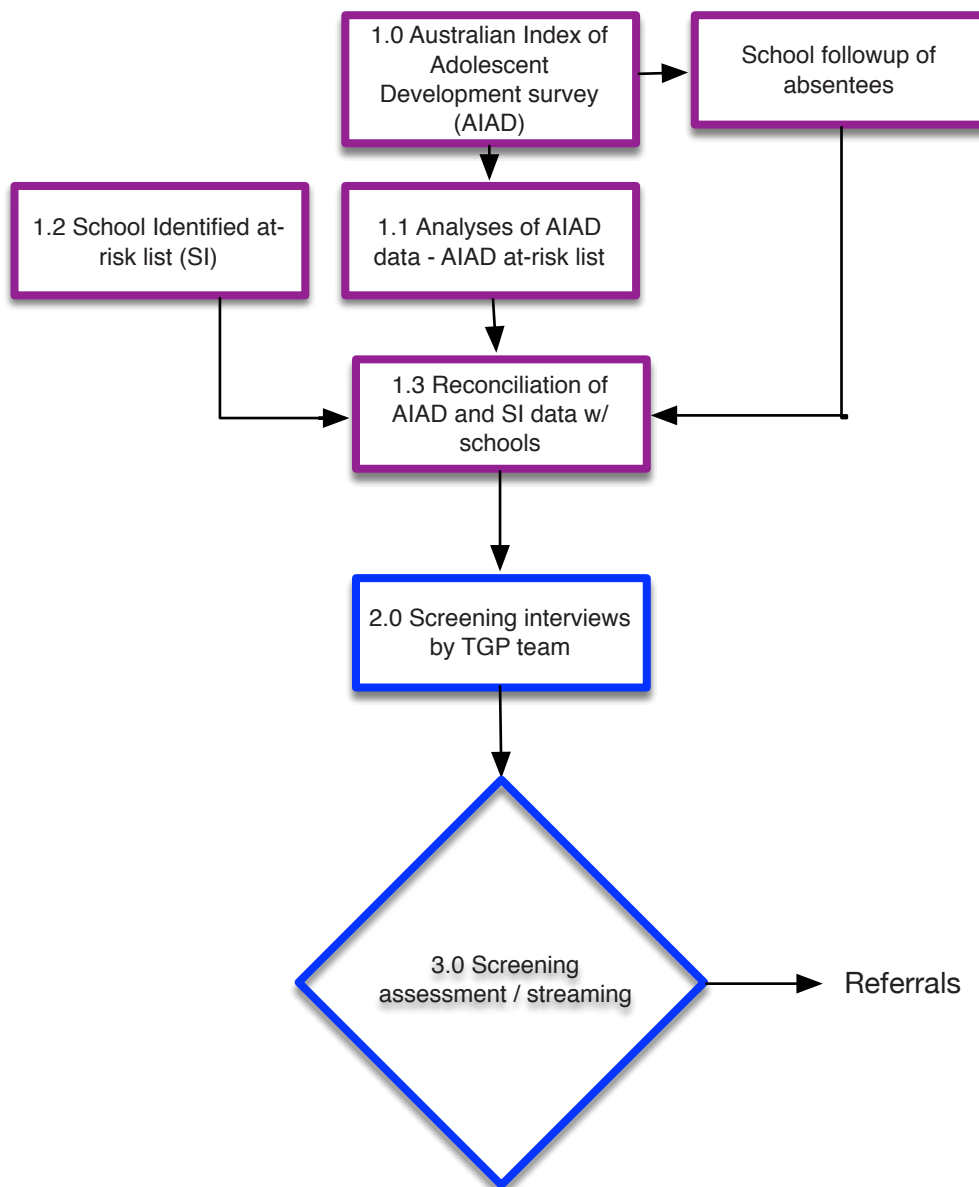 1.0 Australian Index of
Adolescent
Development survey
(AIAD)
School followup of
absentees
1.2 School Identified at-
risk list (SI)
1.1 Analyses of AIAD
data - AIAD at-risk list
1.3 Reconciliation of
AIAD and SI data w/
schools
2.0 Screening interviews
by TGP team
3.0 Screening
assessment / streaming
Referrals